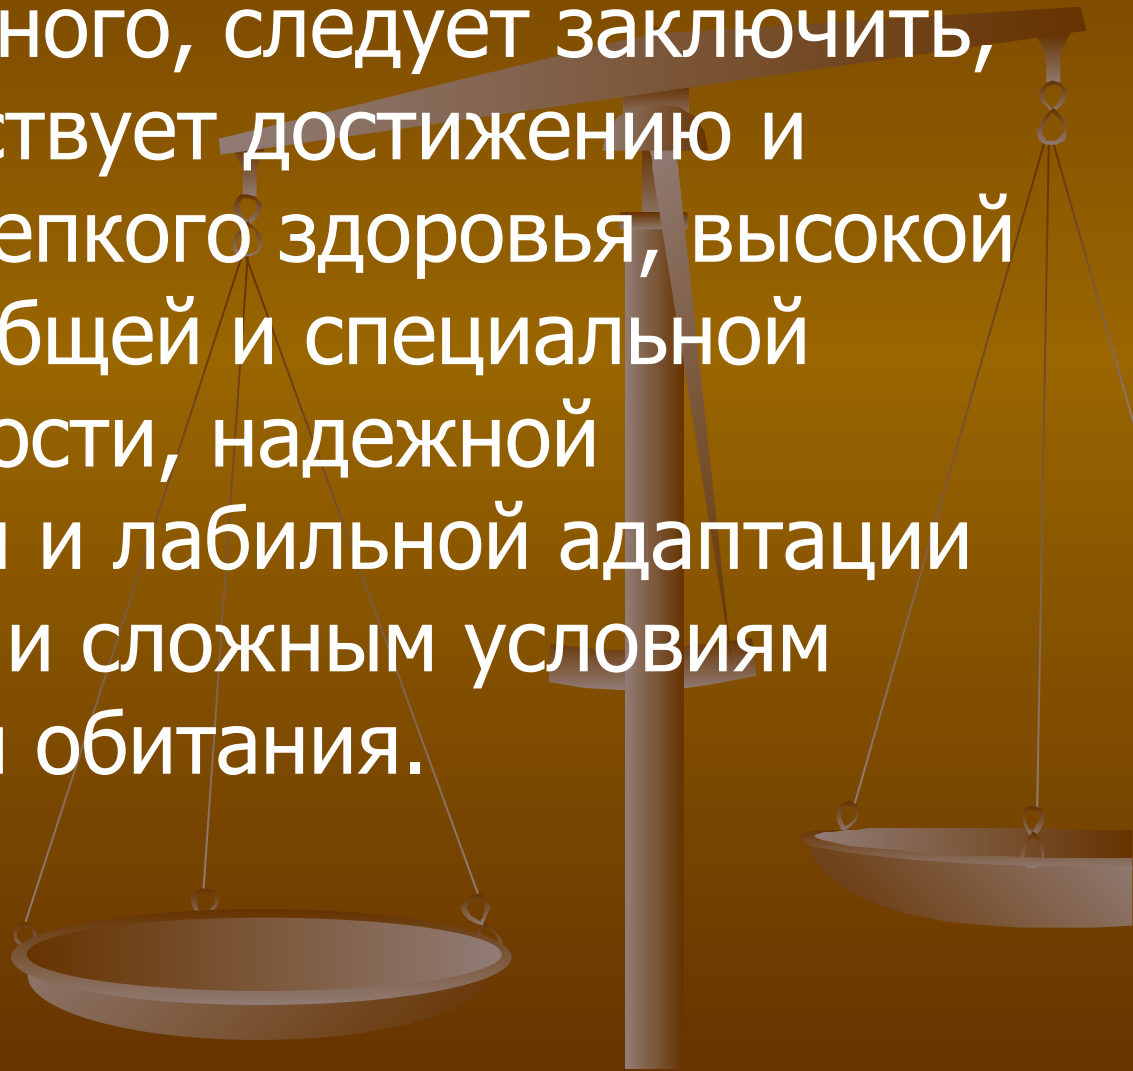 ного, следует заключить,
ствует достижению и
епкого здоровья, высокой
бщей и специальной
ости, надежной
и и лабильной адаптации
и сложным условиям
и обитания.